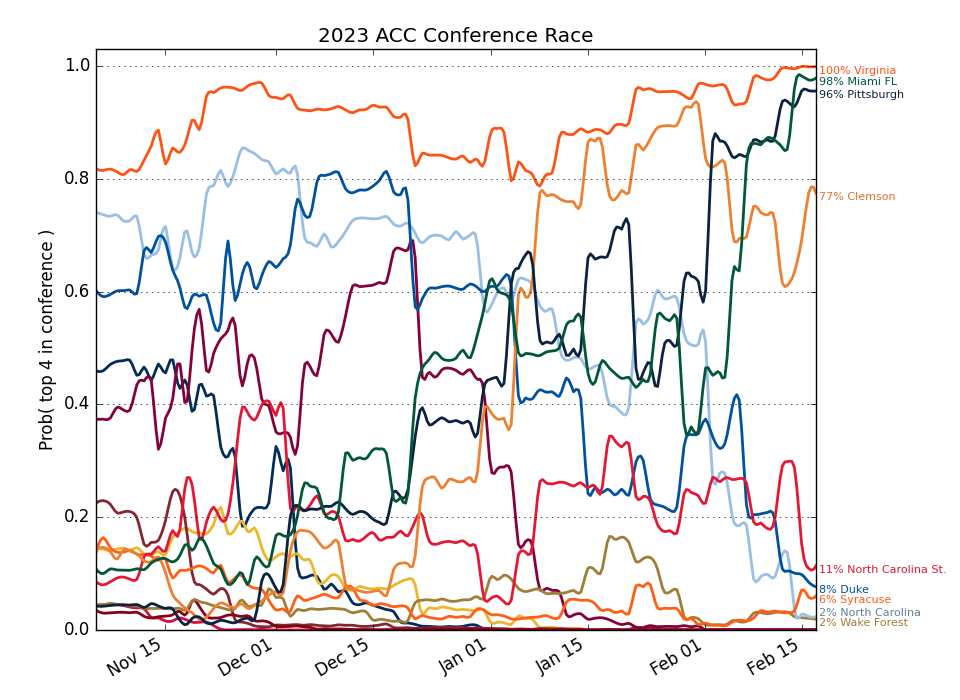 2023 ACC Conference Race
Prob( top 4 in conference )
1.0
0.8
0.6
0.4
0.2
0.0
Nov 15
Dec 01
Dec 15
Jan 01
Jan 15
Feb 01
Feb 15
100% Virginia
98% Miami FL
96% Pittsburgh
77% Clemson
11% North Carolina St.
8% Duke
6% Syracuse
2% North Carolina
2% Wake Forest